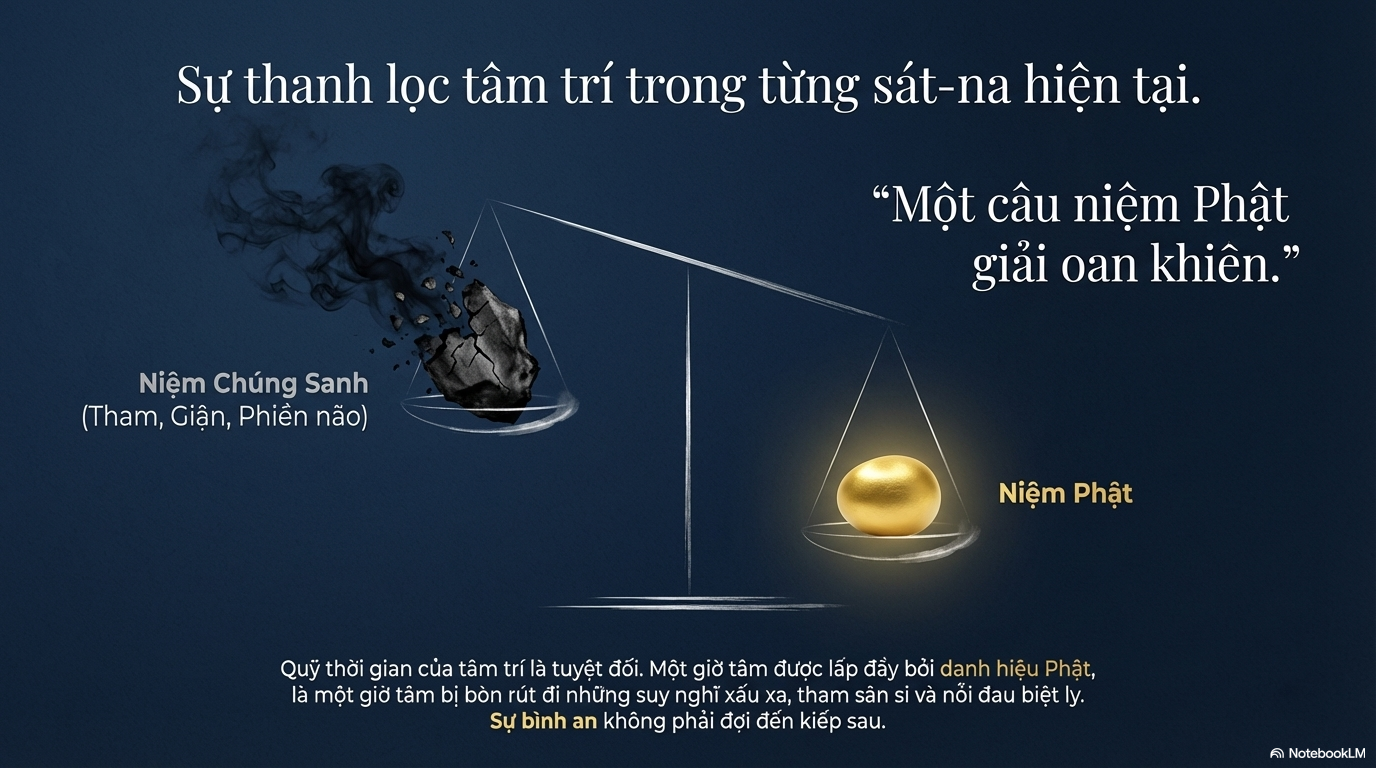 Sự thanh lọc tâm trí trong từng sát-na hiện tại.
“Một câu niệm Phật
giải oan khiên.”
Niệm Chúng Sanh
(Tham, Giận, Phiền não)
Niệm Phật
Quỹ thời gian của tâm trí là tuyệt đối. Một giờ tâm được lấp đầy bởi danh hiệu Phật,
là một giờ tâm bị bòn rút đi những suy nghĩ xấu xa, tham sân si và nỗi đau biệt ly.
Sự bình an không phải đợi đến kiếp sau.
NotebookLM